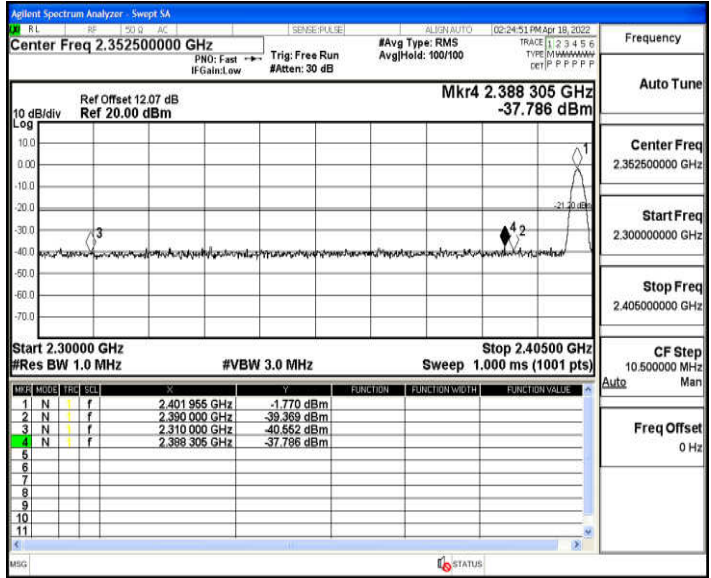 Agilent Spectrum Analyzer - Swept SA
RL RF 50 Ω AC SENSE:PULSE ALIGN AUTO 02:24:51 PM Apr 18, 2022
Center Freq 2.352500000 GHz #Avg Type: RMS TRACE 1 2 3 4 5 6
PNO: Fast Trig: Free Run Avg|Hold: 100/100 TYPE M WWWWW
IFGain:Low #Atten: 30 dB DET P P P P P P
Mkr4 2.388 305 GHz
-37.786 dBm
Ref Offset 12.07 dB
10 dB/div Ref 20.00 dBm
Log
10.0
0.00
-10.0
-20.0
-30.0
-40.0
-50.0
-60.0
-70.0
1
-21.20 dBm
3
4 2
Start 2.30000 GHz Stop 2.40500 GHz
#Res BW 1.0 MHz #VBW 3.0 MHz Sweep 1.000 ms (1001 pts)
MKR MODE TRC SCL X Y FUNCTION FUNCTION WIDTH FUNCTION VALUE
1 N 1 f 2.401 955 GHz -1.770 dBm
2 N 1 f 2.390 000 GHz -39.369 dBm
3 N 1 f 2.310 000 GHz -40.552 dBm
4 N 1 f 2.388 305 GHz -37.786 dBm
5
6
7
8
9
10
11
MSG STATUS
Frequency
Auto Tune
Center Freq
2.352500000 GHz
Start Freq
2.300000000 GHz
Stop Freq
2.405000000 GHz
CF Step
10.500000 MHz
Auto Man
Freq Offset
0 Hz